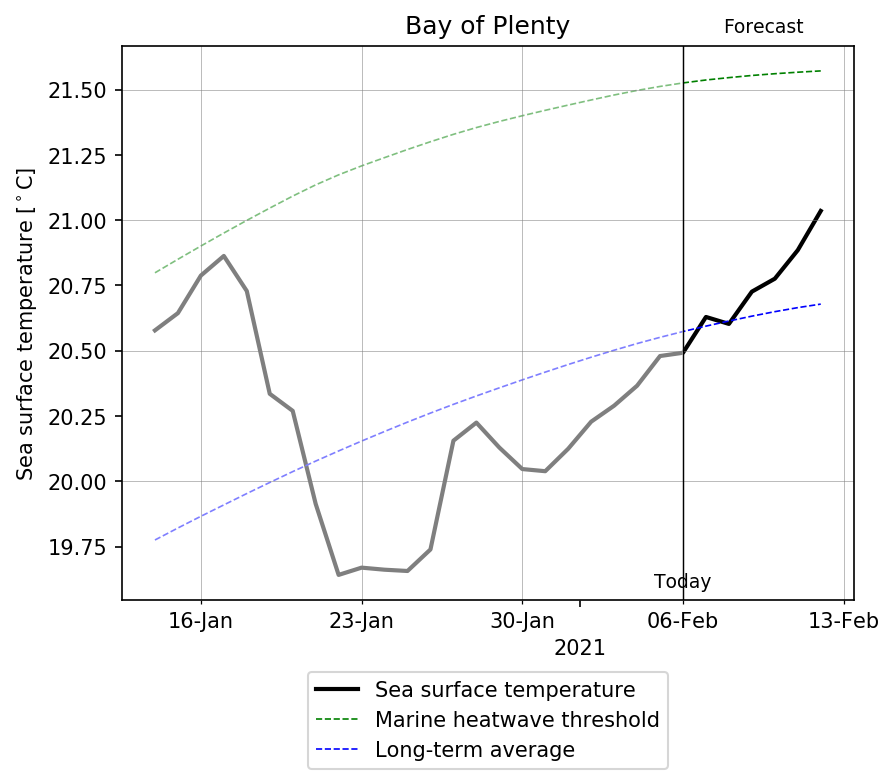 Bay of Plenty
Forecast
Sea surface temperature [°C]
21.50
21.25
21.00
20.75
20.50
20.25
20.00
19.75
Today
16-Jan 23-Jan 30-Jan 06-Feb 13-Feb
2021
Sea surface temperature
Marine heatwave threshold
Long-term average